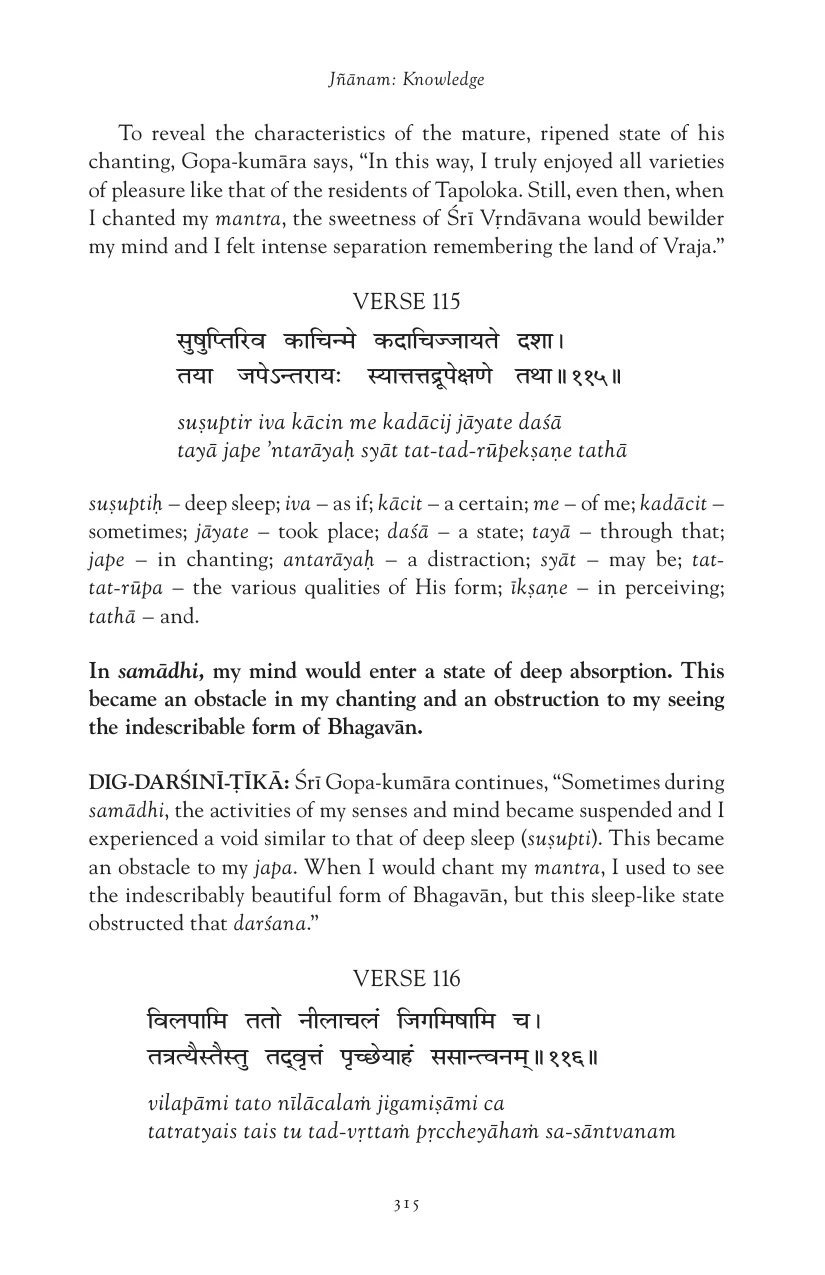 Jñānam: Knowledge
To reveal the characteristics of the mature, ripened state of his
chanting, Gopa-kumāra says, “In this way, I truly enjoyed all varieties
of pleasure like that of the residents of Tapoloka. Still, even then, when
I chanted my mantra, the sweetness of Śrī Vṛndāvana would bewilder
my mind and I felt intense separation remembering the land of Vraja.”
VERSE 115
सुषुप्तिरिव काचिन्मे कदाचिज्जायते दशा।
तया जपेऽन्तरायः स्यात्तत्तद्रूपेक्षणे तथा॥११५॥
suṣuptir iva kācin me kadācij jāyate daśā
tayā jape ’ntarāyaḥ syāt tat-tad-rūpekṣaṇe tathā
suṣuptiḥ – deep sleep; iva – as if; kācit – a certain; me – of me; kadācit –
sometimes; jāyate – took place; daśā – a state; tayā – through that;
jape – in chanting; antarāyaḥ – a distraction; syāt – may be; tat-
tat-rūpa – the various qualities of His form; īkṣaṇe – in perceiving;
tathā – and.
In samādhi, my mind would enter a state of deep absorption. This
became an obstacle in my chanting and an obstruction to my seeing
the indescribable form of Bhagavān.
DIG-DARŚINĪ-ṬĪKĀ: Śrī Gopa-kumāra continues, “Sometimes during
samādhi, the activities of my senses and mind became suspended and I
experienced a void similar to that of deep sleep (suṣupti). This became
an obstacle to my japa. When I would chant my mantra, I used to see
the indescribably beautiful form of Bhagavān, but this sleep-like state
obstructed that darśana.”
VERSE 116
विलपामि ततो नीलाचलं जिगमिषामि च।
तत्रत्यैस्तैस्तु तद्वृत्तं पृच्छेयाहं ससान्त्वनम्॥११६॥
vilapāmi tato nīlācalaṁ jigamiṣāmi ca
tatratyais tais tu tad-vṛttaṁ pṛccheyāhaṁ sa-sāntvanam
315